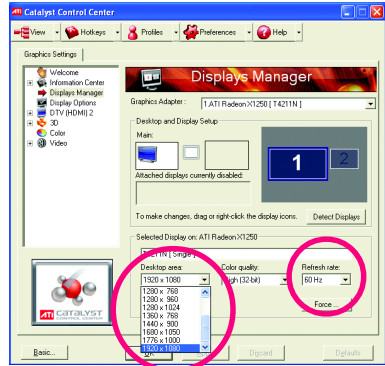 ATI Catalyst Control Center
View Hotkeys Profiles Preferences Help
Graphics Settings
Welcome
Information Center
Displays Manager
Display Options
DTV (HDMI) 2
3D
Color
Video
Displays Manager
Graphics Adapter :
1.ATI Radeon X1250 [ T4211N ]
Desktop and Display Setup
Main:
Attached displays currently disabled:
1
2
To make changes, drag or right-click the display icons.
Detect Displays
Selected Display on: ATI Radeon X1250
[ Single ]
Desktop area:
Color quality:
Refresh rate:
1920 x 1080
High (32-bit)
60 Hz
1280 x 768
1280 x 960
1280 x 1024
1360 x 768
1440 x 900
1680 x 1050
1776 x 1000
1920 x 1080
Force ...
ATI CATALYST
CONTROL CENTER
Basic...
OK
Discard
Defaults